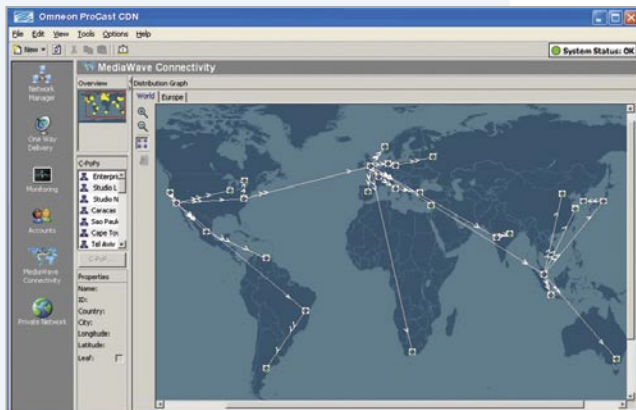 Omneon ProCast CDN
File Edit View Tools Options Help
New
System Status: OK
MediaWave Connectivity
Network Manager
One Way Delivery
Monitoring
Accounts
MediaWave Connectivity
Private Network
Overview
C-PoPs
Enterpri
Studio L
Studio N
Caracas
Sao Paul
Cape Tov
Tel Aviv
C-PoP...
Properties
Name:
ID:
Country:
City:
Longitude:
Latitude:
Leaf:
Distribution Graph
World Europe